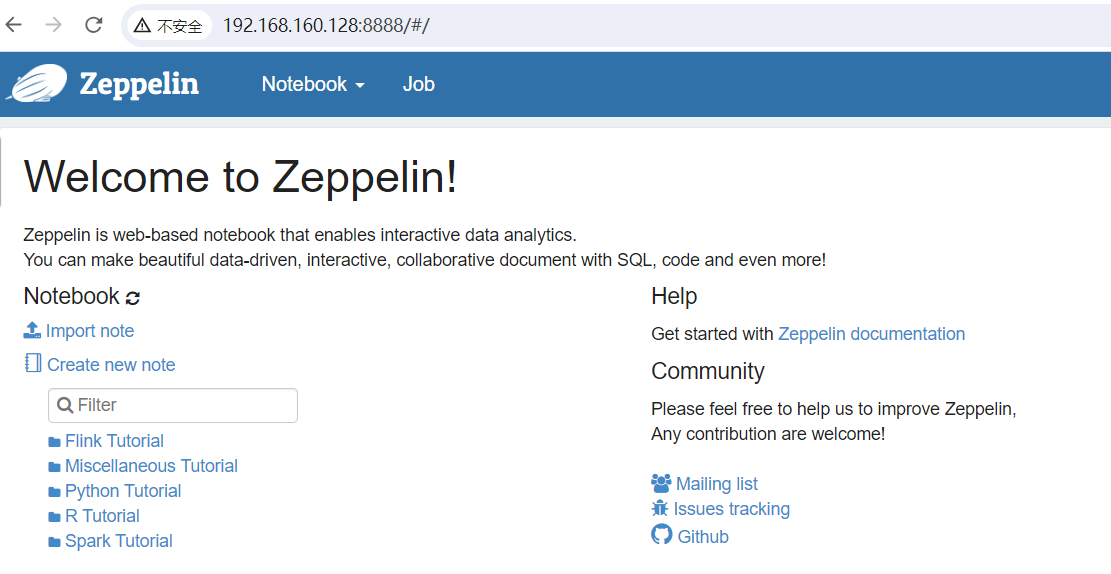 不安全 192.168.160.128:8888/#/
Zeppelin Notebook Job
Welcome to Zeppelin!
Zeppelin is web-based notebook that enables interactive data analytics.
You can make beautiful data-driven, interactive, collaborative document with SQL, code and even more!
Notebook
Import note
Create new note
Filter
Flink Tutorial
Miscellaneous Tutorial
Python Tutorial
R Tutorial
Spark Tutorial
Help
Get started with Zeppelin documentation
Community
Please feel free to help us to improve Zeppelin,
Any contribution are welcome!
Mailing list
Issues tracking
Github